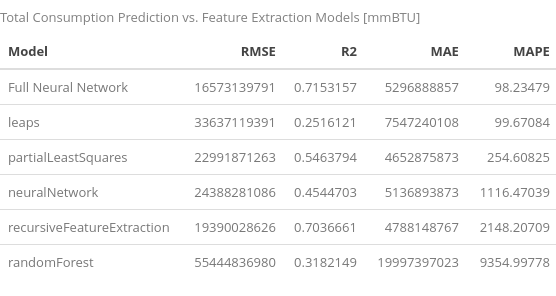 Total Consumption Prediction vs. Feature Extraction Models [mmBTU]
Model RMSE R2 MAE MAPE
Full Neural Network 16573139791 0.7153157 5296888857 98.23479
leaps 33637119391 0.2516121 7547240108 99.67084
partialLeastSquares 22991871263 0.5463794 4652875873 254.60825
neuralNetwork 24388281086 0.4544703 5136893873 1116.47039
recursiveFeatureExtraction 19390028626 0.7036661 4788148767 2148.20709
randomForest 55444836980 0.3182149 19997397023 9354.99778